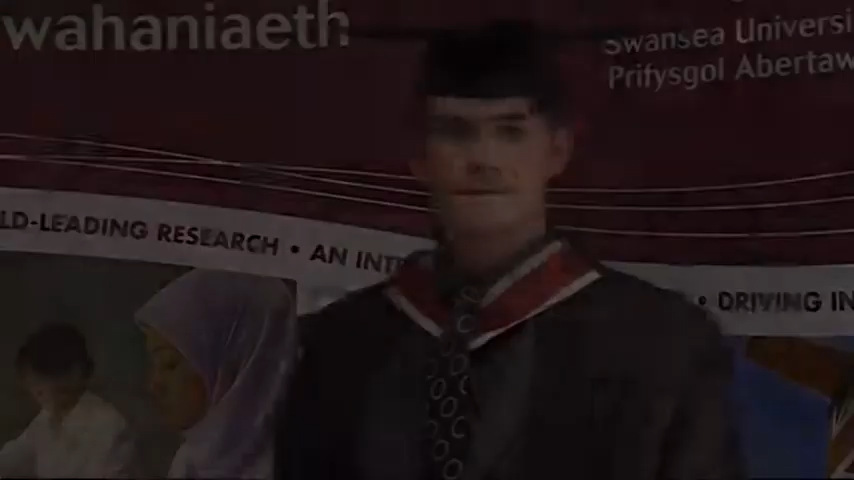 wahaniaeth
Swansea Universi
Prifysgol Abertaw
LD-LEADING RESEARCH • AN INT
• DRIVING IN